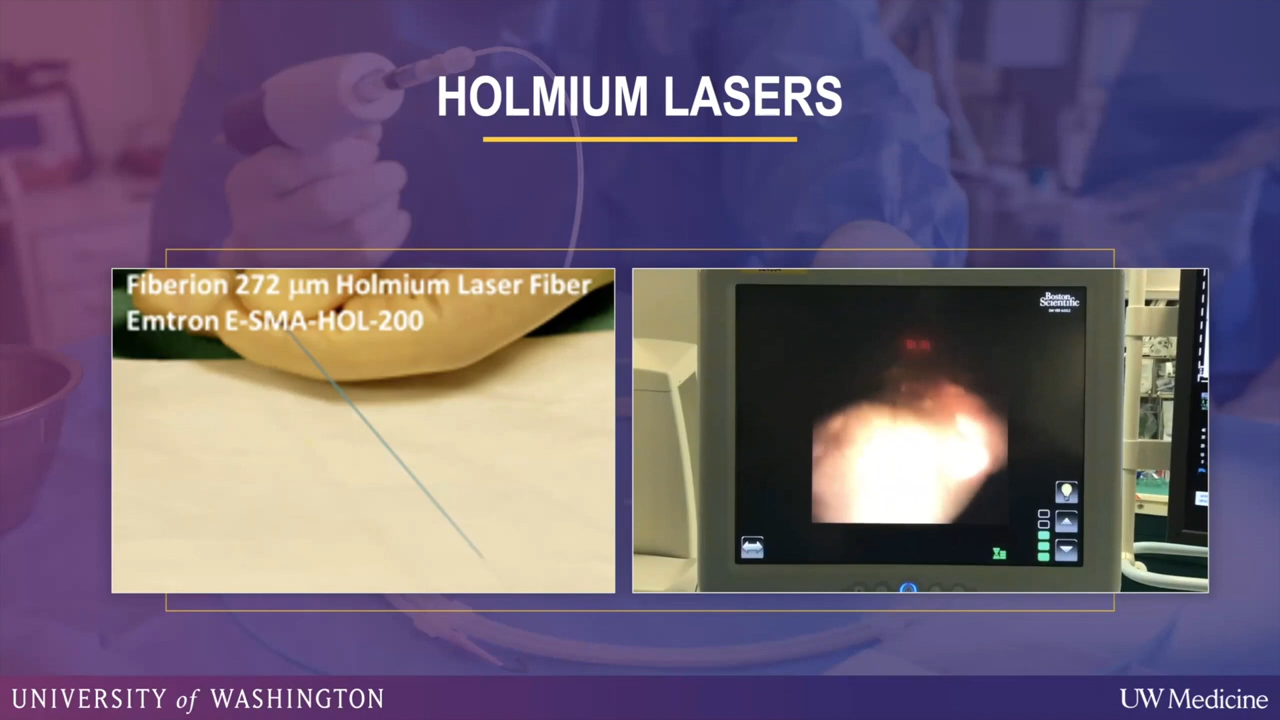 HOLMIUM LASERS
Fiberion 272 μm Holmium Laser Fiber
Emtron E-SMA-HOL-200
Boston
Scientific
UNIVERSITY of WASHINGTON
UW Medicine